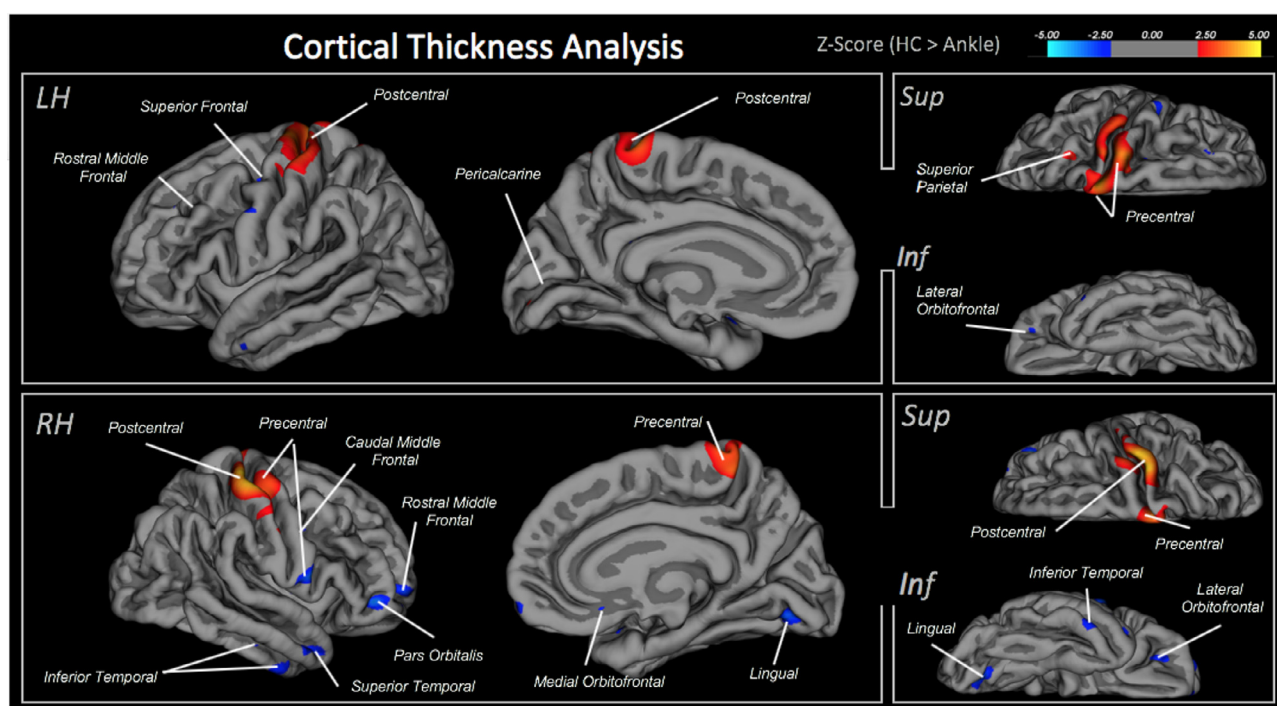 Cortical Thickness Analysis
Z-Score (HC > Ankle)
-5.00 -2.50 0.00 2.50 5.00
LH
Superior Frontal
Postcentral
Rostral Middle
Frontal
Postcentral
Pericalcarine
Sup
Superior
Parietal
Precentral
Inf
Lateral
Orbitofrontal
RH
Postcentral
Precentral
Caudal Middle
Frontal
Rostral Middle
Frontal
Inferior Temporal
Superior Temporal
Pars Orbitalis
Precentral
Medial Orbitofrontal
Lingual
Sup
Postcentral
Precentral
Inf
Inferior Temporal
Lateral
Orbitofrontal
Lingual